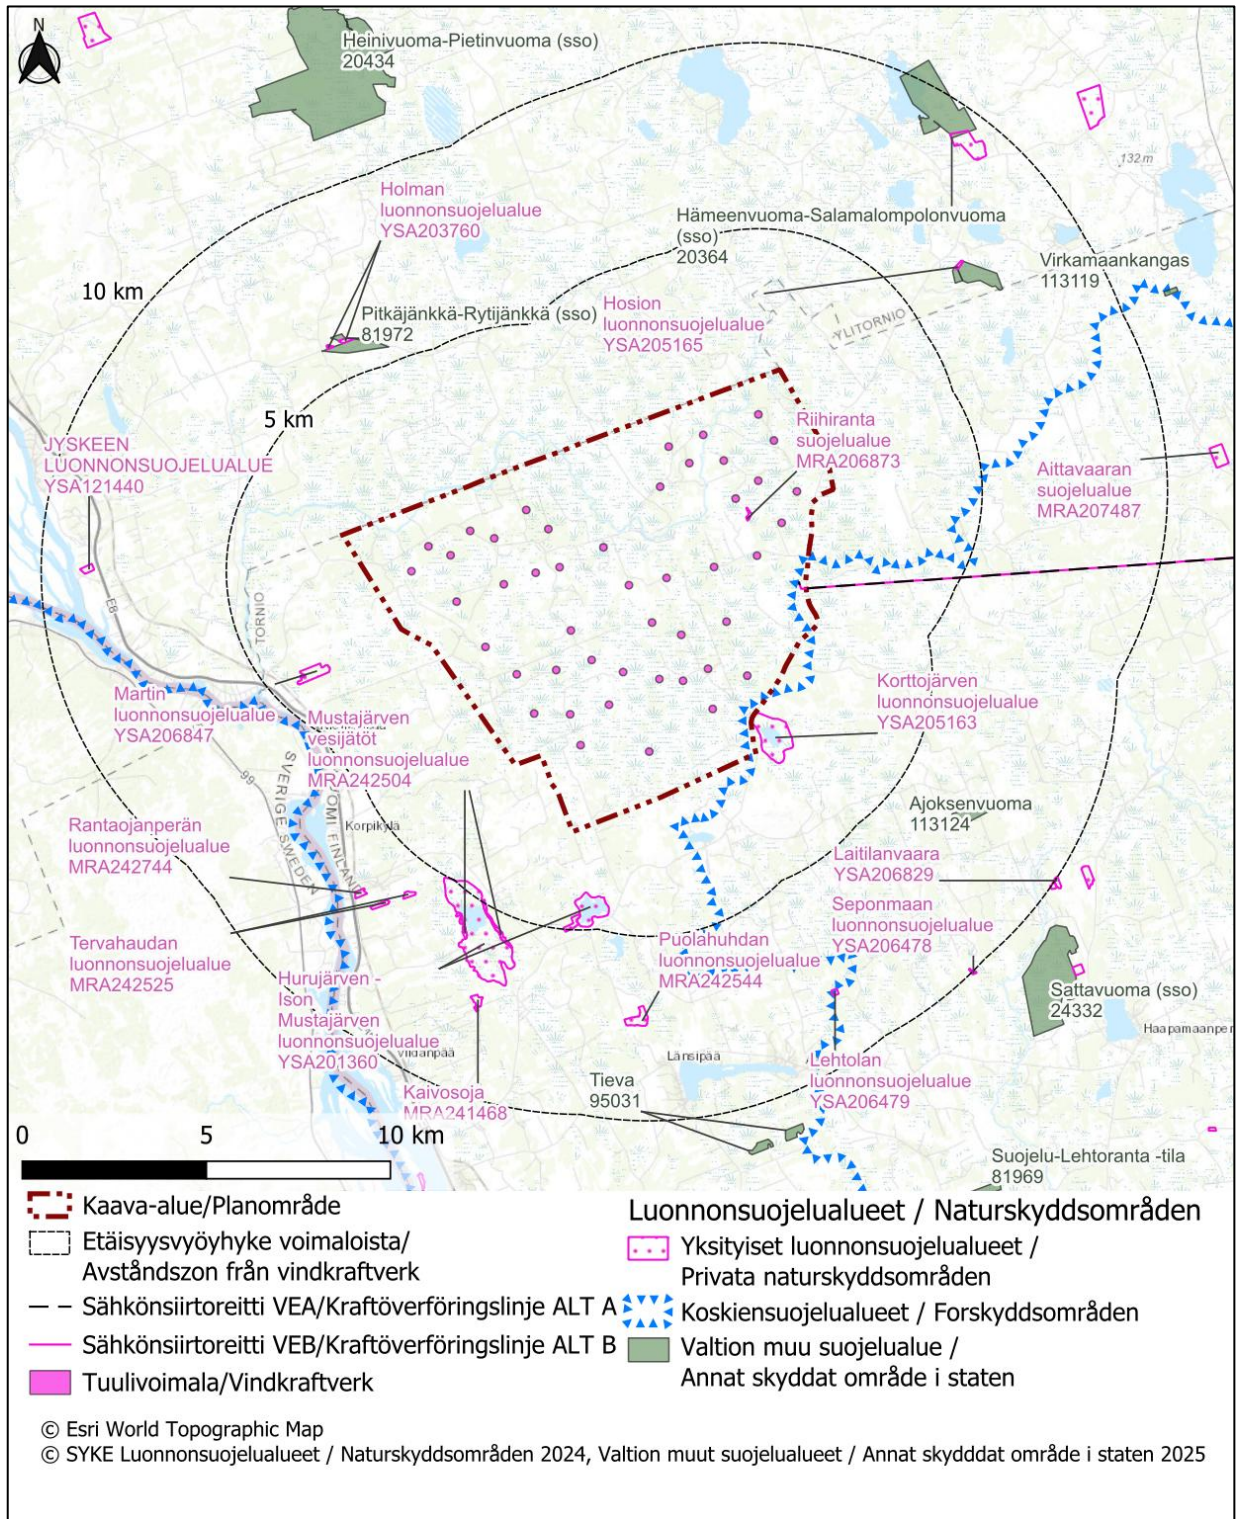 N
Heinivuoma-Pietinvuoma (sso)
20434
132 m
Holman
luonnonsuojelualue
YSA203760
Hämeenvuoma-Salamalompolonvuoma
(sso)
20364
Virkamaankangas
113119
10 km
Pitkäjänkkä-Rytijänkkä (sso)
81972
Hosion
luonnonsuojelualue
YSA205165
YLITORNIO
5 km
Riihiranta
suojelualue
MRA206873
JYSKEEN
LUONNONSUOJELUALUE
YSA121440
Aittavaaran
suojelualue
MRA207487
E8
TORNIO
Martin
luonnonsuojelualue
YSA206847
Mustajärven
vesijätöt
luonnonsuojelualue
MRA242504
Korttojärven
luonnonsuojelualue
YSA205163
99
SVERIGE SWEDEN
SUOMI FINLAND
Korpikylä
Ajoksenvuoma
113124
Rantaojanperän
luonnonsuojelualue
MRA242744
Laitilanvaara
YSA206829
Seponmaan
luonnonsuojelualue
YSA206478
Tervahaudan
luonnonsuojelualue
MRA242525
Puolahuhdan
luonnonsuojelualue
MRA242544
Hurujärven -
Ison
Mustajärven
luonnonsuojelualue
YSA201360
Sattavuoma (sso)
24332
Haapamaanper
Länsipää
Lehtolan
luonnonsuojelualue
YSA206479
Kaivosoja
MRA241468
Tieva
95031
Suojelu-Lehtoranta -tila
81969
0 5 10 km
Kaava-alue/Planområde
Etäisyysvyöhyke voimaloista/
Avståndszon från vindkraftverk
Sähkönsiirtoreitti VEA/Kraftöverföringslinje ALT A
Sähkönsiirtoreitti VEB/Kraftöverföringslinje ALT B
Tuulivoimala/Vindkraftverk
Luonnonsuojelualueet / Naturskyddsområden
Yksityiset luonnonsuojelualueet /
Privata naturskyddsområden
Koskiensuojelualueet / Forskyddsområden
Valtion muu suojelualue /
Annat skyddat område i staten
© Esri World Topographic Map
© SYKE Luonnonsuojelualueet / Naturskyddsområden 2024, Valtion muut suojelualueet / Annat skydddat område i staten 2025